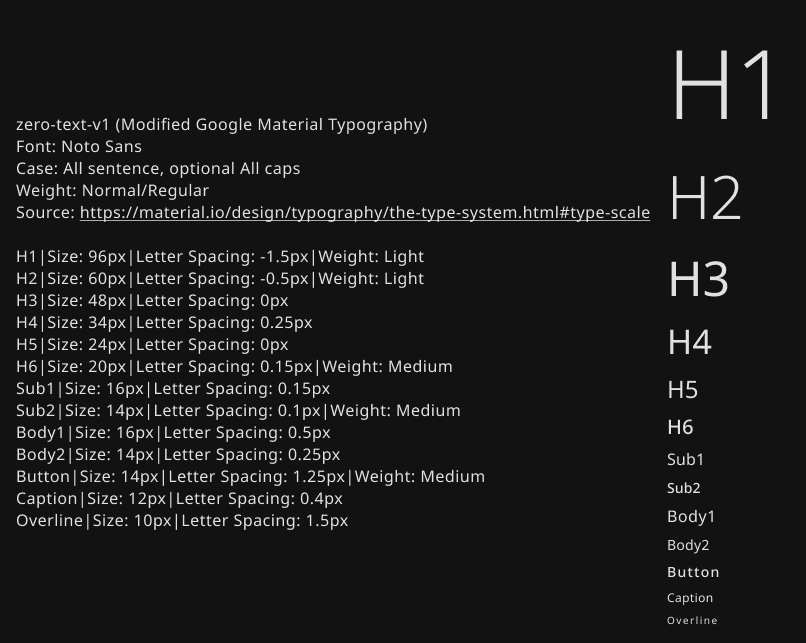 zero-text-v1 (Modified Google Material Typography)
Font: Noto Sans
Case: All sentence, optional All caps
Weight: Normal/Regular
Source: https://material.io/design/typography/the-type-system.html#type-scale
H1|Size: 96px|Letter Spacing: -1.5px|Weight: Light
H2|Size: 60px|Letter Spacing: -0.5px|Weight: Light
H3|Size: 48px|Letter Spacing: 0px
H4|Size: 34px|Letter Spacing: 0.25px
H5|Size: 24px|Letter Spacing: 0px
H6|Size: 20px|Letter Spacing: 0.15px|Weight: Medium
Sub1|Size: 16px|Letter Spacing: 0.15px
Sub2|Size: 14px|Letter Spacing: 0.1px|Weight: Medium
Body1|Size: 16px|Letter Spacing: 0.5px
Body2|Size: 14px|Letter Spacing: 0.25px
Button|Size: 14px|Letter Spacing: 1.25px|Weight: Medium
Caption|Size: 12px|Letter Spacing: 0.4px
Overline|Size: 10px|Letter Spacing: 1.5px
H1
H2
H3
H4
H5
H6
Sub1
Sub2
Body1
Body2
Button
Caption
Overline